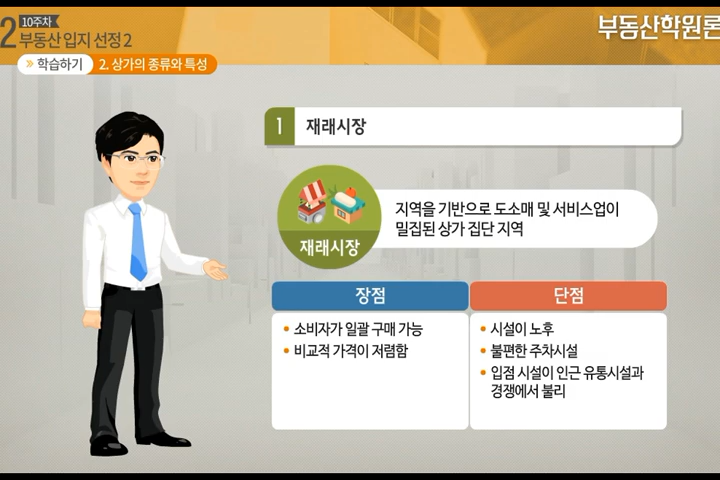 10주차
2 부동산 입지 선정 2
부동산학원론
» 학습하기
2. 상가의 종류와 특성
1 재래시장
지역을 기반으로 도소매 및 서비스업이
밀집된 상가 집단 지역
재래시장
장점
• 소비자가 일괄 구매 가능
• 비교적 가격이 저렴함
단점
• 시설이 노후
• 불편한 주차시설
• 입점 시설이 인근 유통시설과
경쟁에서 불리